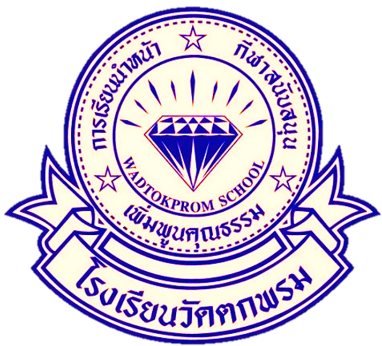 การเรียนนำหน้า
กีฬาสนับสนุน
WADTOKPROM SCHOOL
เพิ่มพูนคุณธรรม
โรงเรียนวัดตกพรม